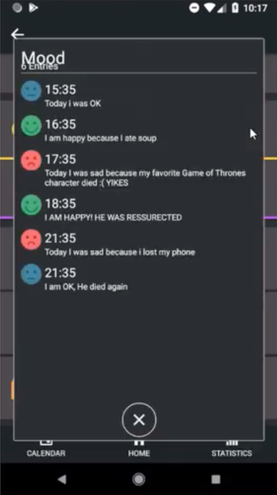 10:17
Mood
6 Entries
15:35
Today i was OK
16:35
I am happy because I ate soup
17:35
Today I was sad because my favorite Game of Thrones
character died :( YIKES
18:35
I AM HAPPY! HE WAS RESSURECTED
21:35
Today I was sad because i lost my phone
21:35
I am OK, He died again
CALENDAR
HOME
STATISTICS